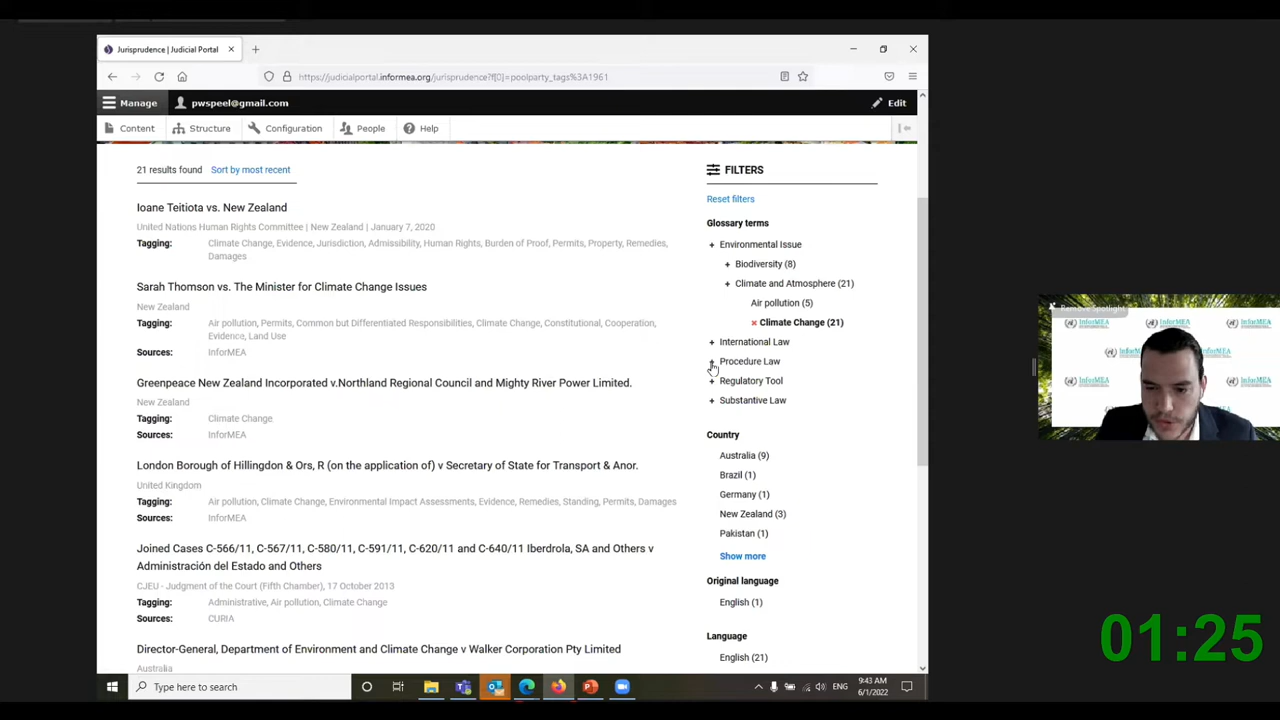 Jurisprudence | Judicial Portal
https://judicialportal.informea.org/jurisprudence?f[0]=poolparty_tags%3A1961
Manage
pwspeel@gmail.com
Edit
Content
Structure
Configuration
People
Help
21 results found
Sort by most recent
Ioane Teitiota vs. New Zealand
United Nations Human Rights Committee | New Zealand | January 7, 2020
Tagging: Climate Change, Evidence, Jurisdiction, Admissibility, Human Rights, Burden of Proof, Permits, Property, Remedies,
Damages
Sarah Thomson vs. The Minister for Climate Change Issues
New Zealand
Tagging: Air pollution, Permits, Common but Differentiated Responsibilities, Climate Change, Constitutional, Cooperation,
Evidence, Land Use
Sources: InforMEA
Greenpeace New Zealand Incorporated v.Northland Regional Council and Mighty River Power Limited.
New Zealand
Tagging: Climate Change
Sources: InforMEA
London Borough of Hillingdon & Ors, R (on the application of) v Secretary of State for Transport & Anor.
United Kingdom
Tagging: Air pollution, Climate Change, Environmental Impact Assessments, Evidence, Remedies, Standing, Permits, Damages
Sources: InforMEA
Joined Cases C-566/11, C-567/11, C-580/11, C-591/11, C-620/11 and C-640/11 Iberdrola, SA and Others v
Administración del Estado and Others
CJEU - Judgment of the Court (Fifth Chamber), 17 October 2013
Tagging: Administrative, Air pollution, Climate Change
Sources: CURIA
Director-General, Department of Environment and Climate Change v Walker Corporation Pty Limited
Australia
FILTERS
Reset filters
Glossary terms
+ Environmental Issue
+ Biodiversity (8)
+ Climate and Atmosphere (21)
Air pollution (5)
Climate Change (21)
+ International Law
+ Procedure Law
+ Regulatory Tool
+ Substantive Law
Country
Australia (9)
Brazil (1)
Germany (1)
New Zealand (3)
Pakistan (1)
Show more
Original language
English (1)
Language
English (21)
Remove Spotlight
InforMEA
InforMEA
InforMEA
InforMEA
01:25
Type here to search
ENG
9:43 AM
6/1/2022